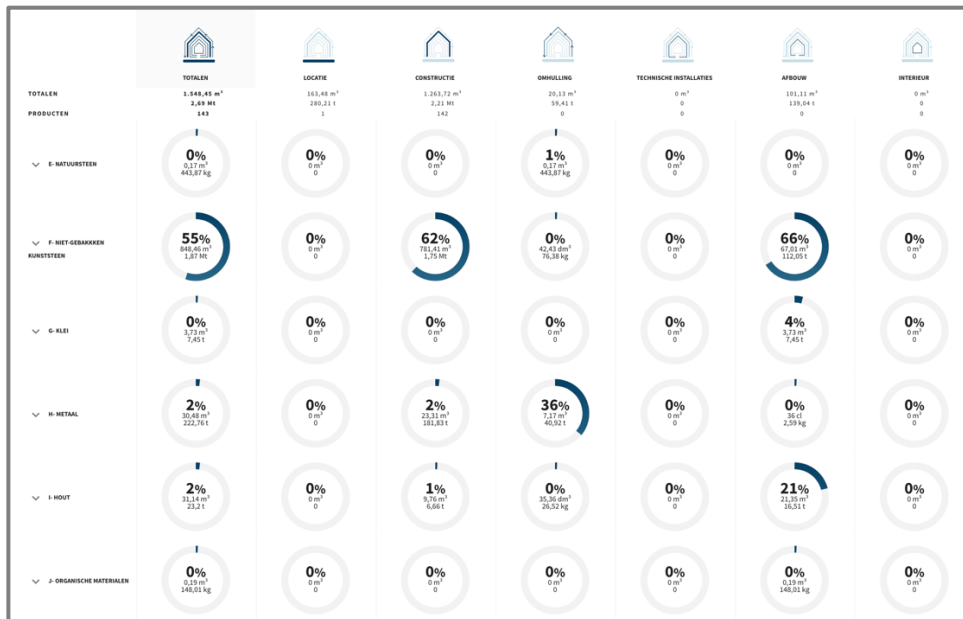 TOTALEN LOCATIE CONSTRUCTIE OMHULLING TECHNISCHE INSTALLATIES AFBOUW INTERIEUR
TOTALEN 1.548,45 m³ 163,48 m³ 1.263,72 m³ 20,13 m³ 0 m³ 101,11 m³ 0 m³
2,69 Mt 280,21 t 2,21 Mt 59,41 t 0 139,04 t 0
PRODUCTEN 143 1 142 0 0 0 0
0% 0% 0% 1% 0% 0% 0%
E- NATUURSTEEN 0,17 m³ 0 m³ 0 m³ 0,17 m³ 0 m³ 0 m³ 0 m³
443,87 kg 0 0 443,87 kg 0 0 0
55% 0% 62% 0% 0% 66% 0%
F- NIET-GEBAKKKEN 848,46 m³ 0 m³ 781,41 m³ 42,43 dm³ 0 m³ 67,01 m³ 0 m³
KUNSTSTEEN 1,87 Mt 0 1,75 Mt 76,38 kg 0 112,05 t 0
0% 0% 0% 0% 0% 4% 0%
G- KLEI 3,73 m³ 0 m³ 0 m³ 0 m³ 0 m³ 3,73 m³ 0 m³
7,45 t 0 0 0 0 7,45 t 0
2% 0% 2% 36% 0% 0% 0%
H- METAAL 30,48 m³ 0 m³ 23,31 m³ 7,17 m³ 0 m³ 36 cl 0 m³
222,76 t 0 181,83 t 40,92 t 0 2,59 kg 0
2% 0% 1% 0% 0% 21% 0%
I- HOUT 31,14 m³ 0 m³ 9,76 m³ 35,36 dm³ 0 m³ 21,35 m³ 0 m³
23,2 t 0 6,66 t 26,52 kg 0 16,51 t 0
0% 0% 0% 0% 0% 0% 0%
J- ORGANISCHE MATERIALEN 0,19 m³ 0 m³ 0 m³ 0 m³ 0 m³ 0,19 m³ 0 m³
148,01 kg 0 0 0 0 148,01 kg 0